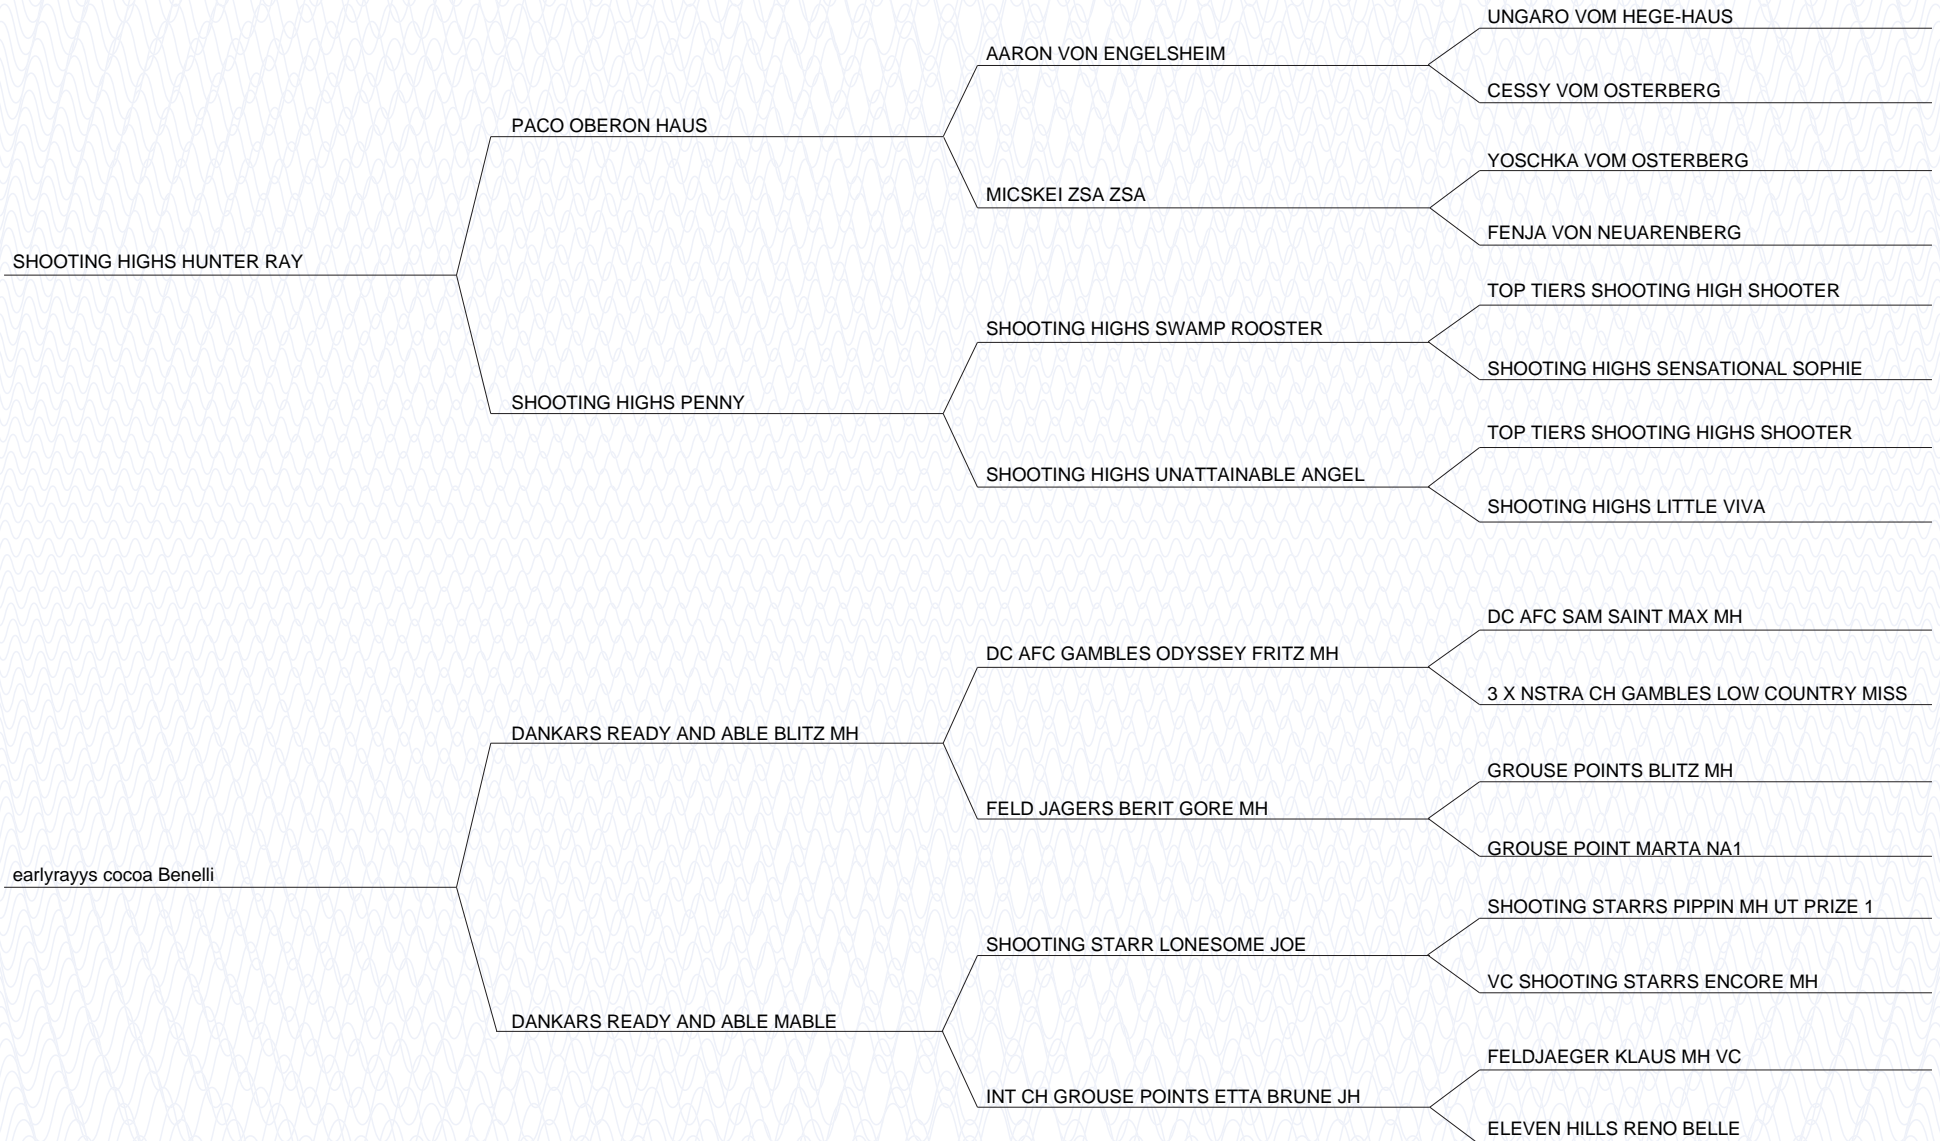 UNGARO VOM HEGE-HAUS
AARON VON ENGELSHEIM
CESSY VOM OSTERBERG
PACO OBERON HAUS
YOSCHKA VOM OSTERBERG
MICSKEI ZSA ZSA
FENJA VON NEUARENBERG
SHOOTING HIGHS HUNTER RAY
TOP TIERS SHOOTING HIGH SHOOTER
SHOOTING HIGHS SWAMP ROOSTER
SHOOTING HIGHS SENSATIONAL SOPHIE
SHOOTING HIGHS PENNY
TOP TIERS SHOOTING HIGHS SHOOTER
SHOOTING HIGHS UNATTAINABLE ANGEL
SHOOTING HIGHS LITTLE VIVA
DC AFC SAM SAINT MAX MH
DC AFC GAMBLES ODYSSEY FRITZ MH
3 X NSTRA CH GAMBLES LOW COUNTRY MISS
DANKARS READY AND ABLE BLITZ MH
GROUSE POINTS BLITZ MH
FELD JAGERS BERIT GORE MH
GROUSE POINT MARTA NA1
earlyrayys cocoa Benelli
SHOOTING STARRS PIPPIN MH UT PRIZE 1
SHOOTING STARR LONESOME JOE
VC SHOOTING STARRS ENCORE MH
DANKARS READY AND ABLE MABLE
FELDJAEGER KLAUS MH VC
INT CH GROUSE POINTS ETTA BRUNE JH
ELEVEN HILLS RENO BELLE